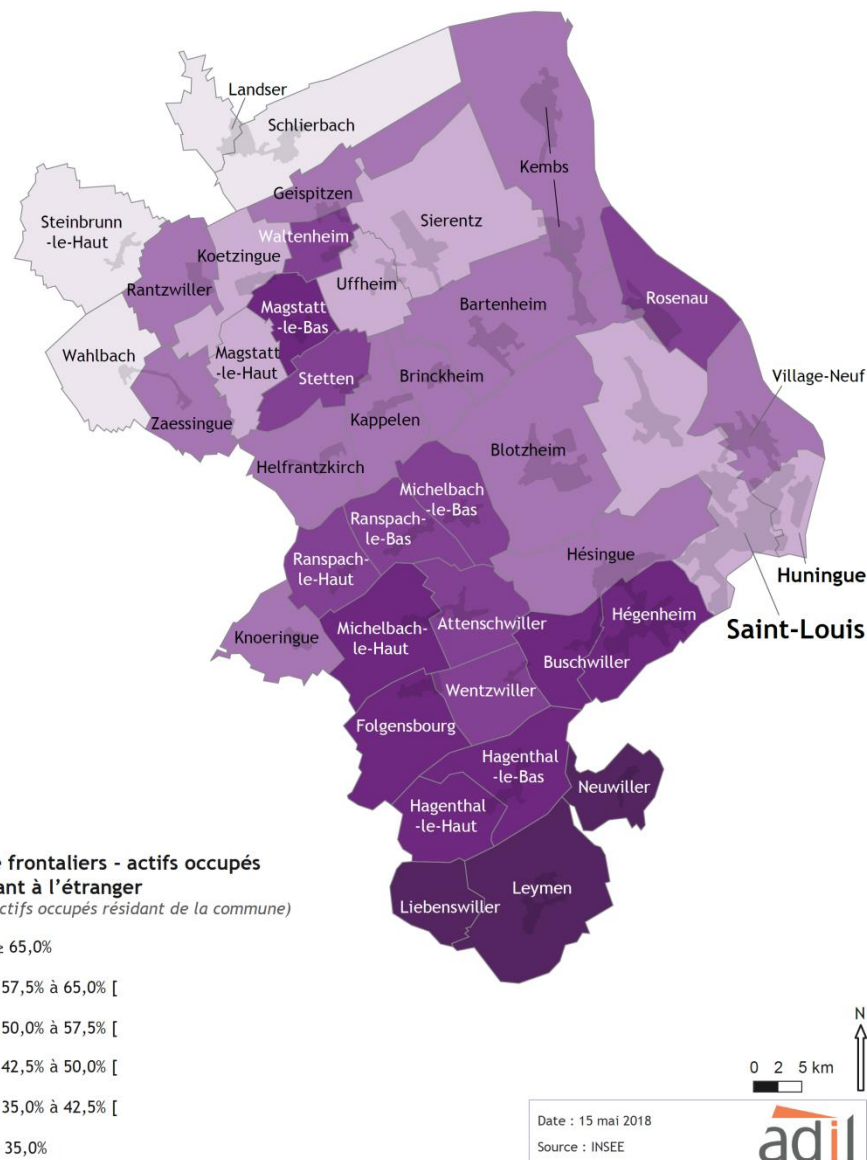 Landser
Schlierbach
Kembs
Geispitzen
Steinbrunn
-le-Haut
Sierentz
Waltenheim
Koetzingue
Uffheim
Rantzwiller
Rosenau
Bartenheim
Magstatt
-le-Bas
Wahlbach
Magstatt
-le-Haut
Stetten
Brinckheim
Village-Neuf
Zaessingue
Kappelen
Blotzheim
Helfrantzkirch
Michelbach
-le-Bas
Ranspach-
le-Bas
Hésingue
Ranspach-
le-Haut
Huningue
Hégenheim
Attenschwiller
Saint-Louis
Knoeringue
Michelbach-
le-Haut
Buschwiller
Wentzwiller
Folgensbourg
Hagenthal
-le-Bas
Neuwiller
Hagenthal
-le-Haut
Leymen
Liebenswiller
frontaliers - actifs occupés
ant à l'étranger
ctifs occupés résidant de la commune)
≥ 65,0%
57,5% à 65,0% [
50,0% à 57,5% [
42,5% à 50,0% [
35,0% à 42,5% [
35,0%
N
0 2 5 km
Date : 15 mai 2018
Source : INSEE
adil